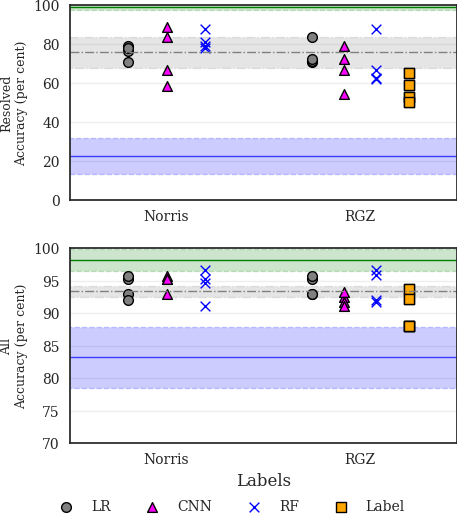 100
80
60
40
20
0
Resolved
Accuracy (per cent)
Norris RGZ
100
95
90
85
80
75
70
All
Accuracy (per cent)
Norris RGZ
Labels
LR CNN RF Label